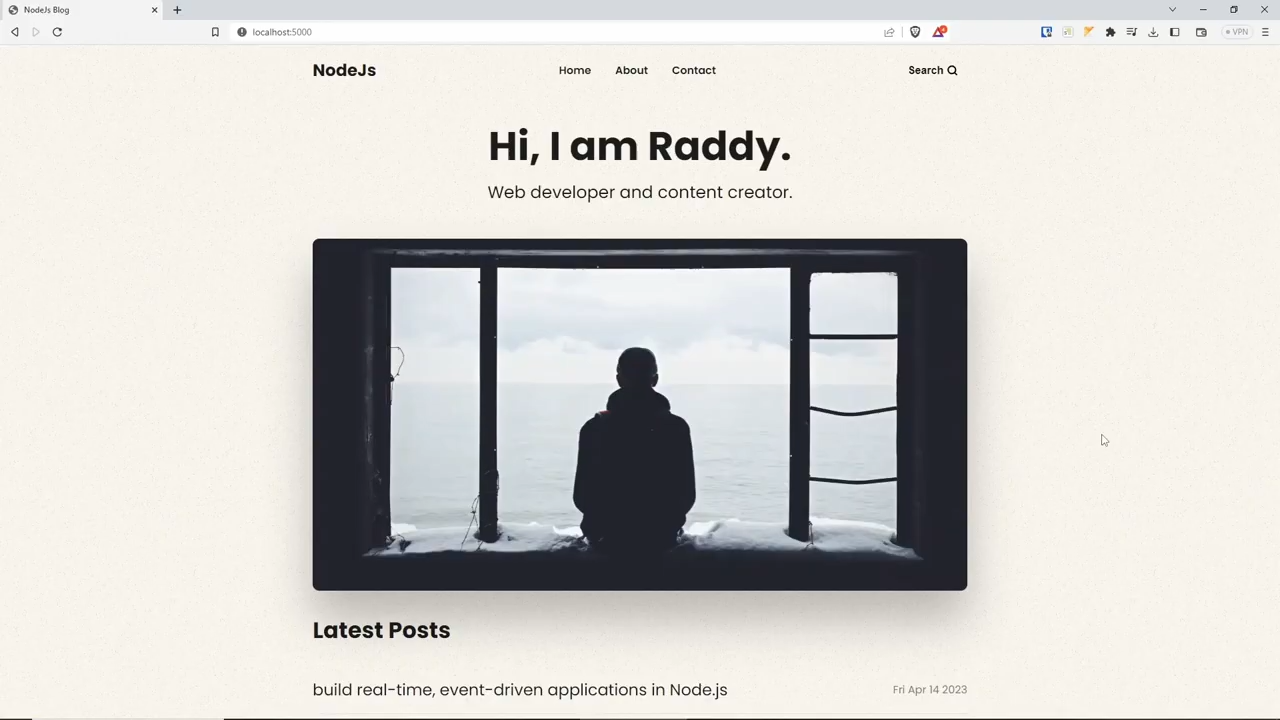 NodeJs Blog
localhost:5000
VPN
NodeJs
Home About Contact
Search
Hi, I am Raddy.
Web developer and content creator.
Latest Posts
build real-time, event-driven applications in Node.js
Fri Apr 14 2023